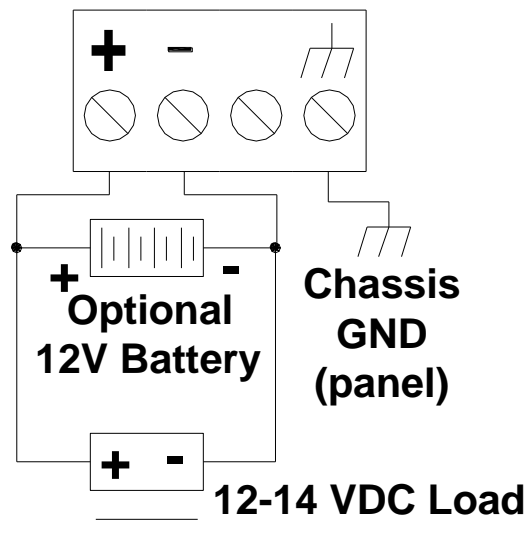 + -
+ -
Optional
12V Battery
Chassis
GND
(panel)
+ -
12-14 VDC Load